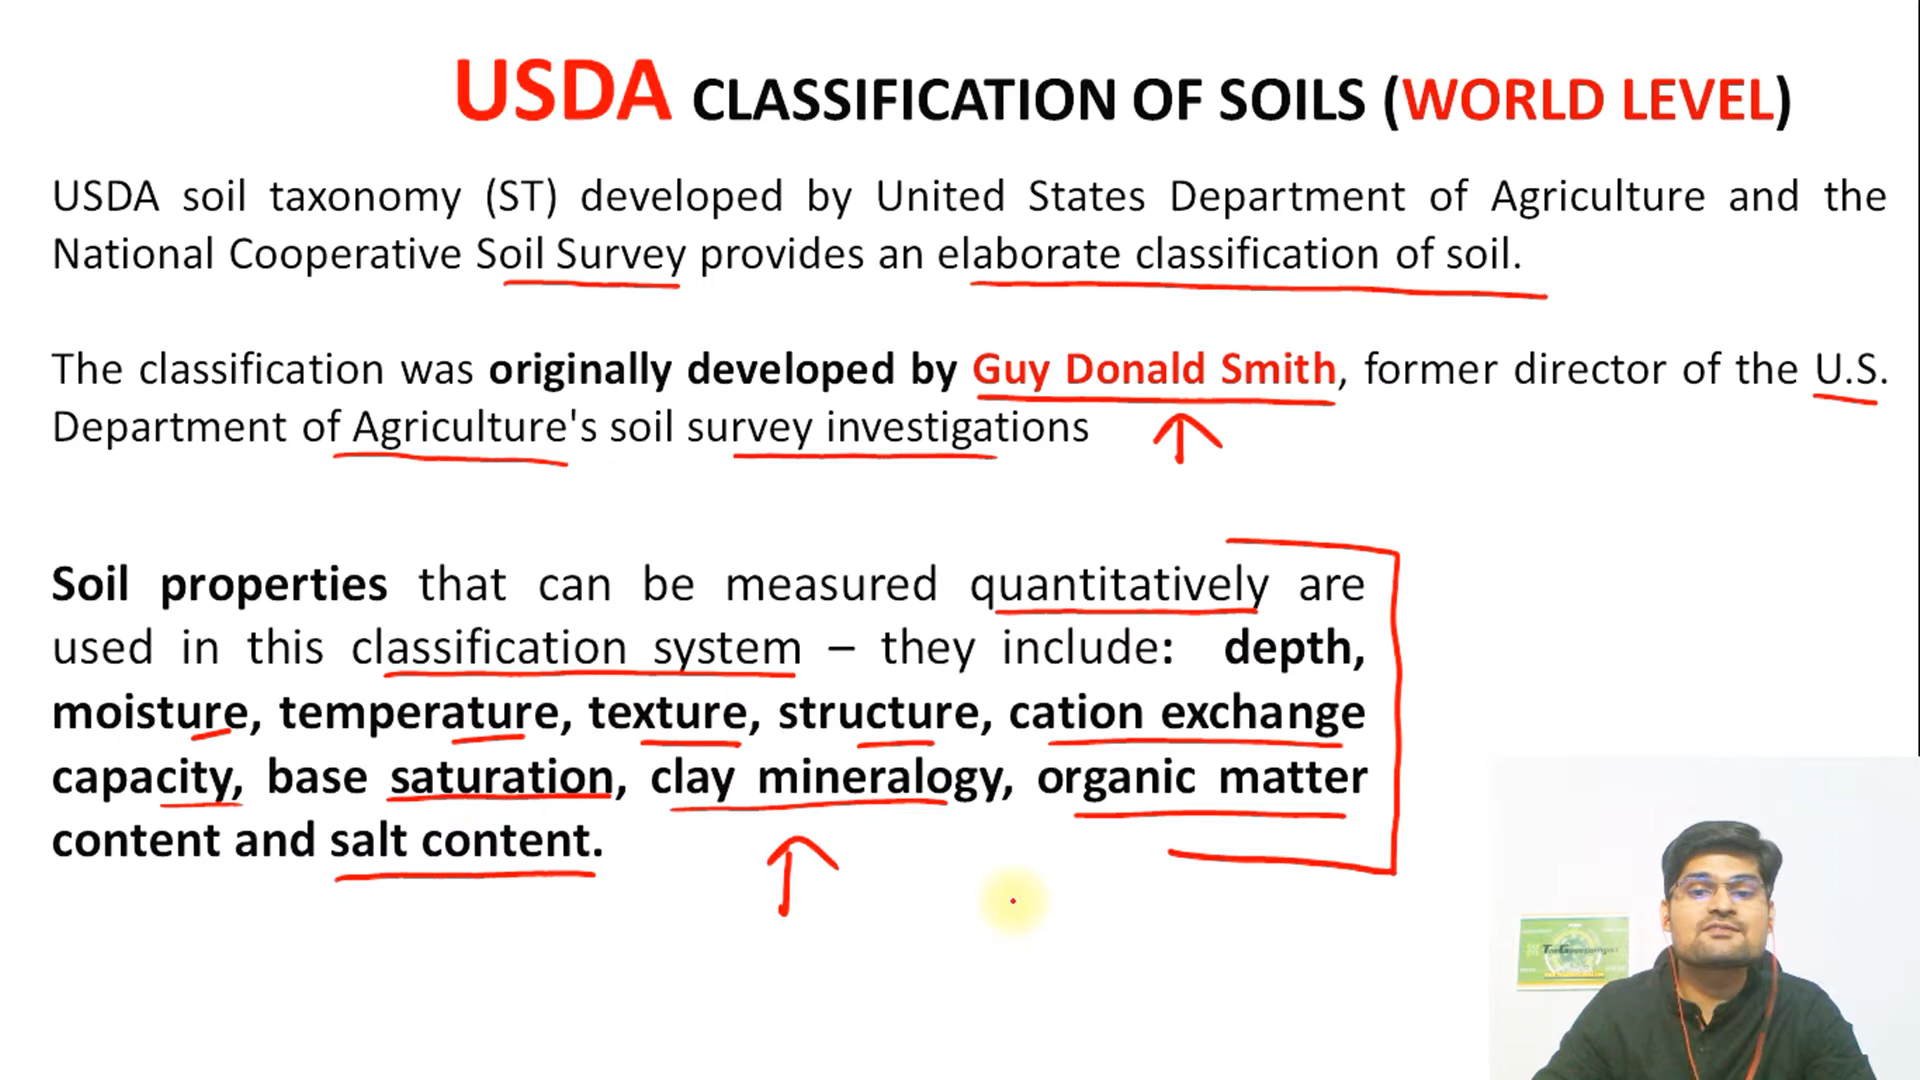 USDA CLASSIFICATION OF SOILS (WORLD LEVEL)
USDA soil taxonomy (ST) developed by United States Department of Agriculture and the
National Cooperative Soil Survey provides an elaborate classification of soil.
The classification was originally developed by Guy Donald Smith, former director of the U.S.
Department of Agriculture's soil survey investigations
Soil properties that can be measured quantitatively are
used in this classification system – they include: depth,
moisture, temperature, texture, structure, cation exchange
capacity, base saturation, clay mineralogy, organic matter
content and salt content.